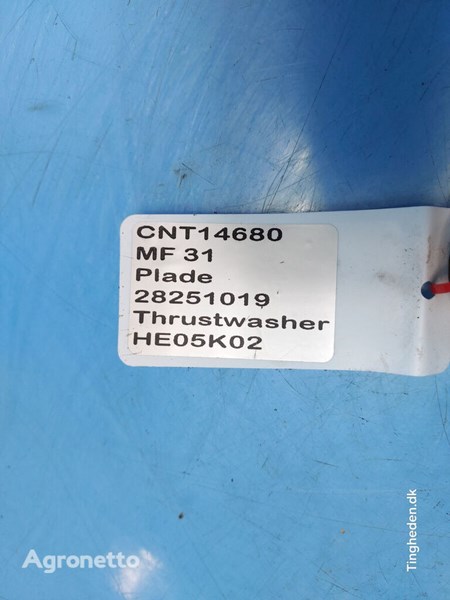 CNT14680
MF 31
Plade
28251019
Thrustwasher
HE05K02
Agronetto
Tingheden.dk